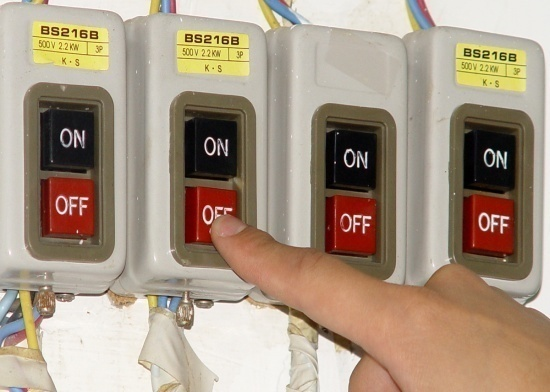 BS216B
500V 2.2KW 3P
K・S
ON
OFF
BS216B
500V 2.2KW 3P
K・S
ON
OFF
ON
OFF
BS216B
500V 2.2KW 3P
K・S
ON
OFF